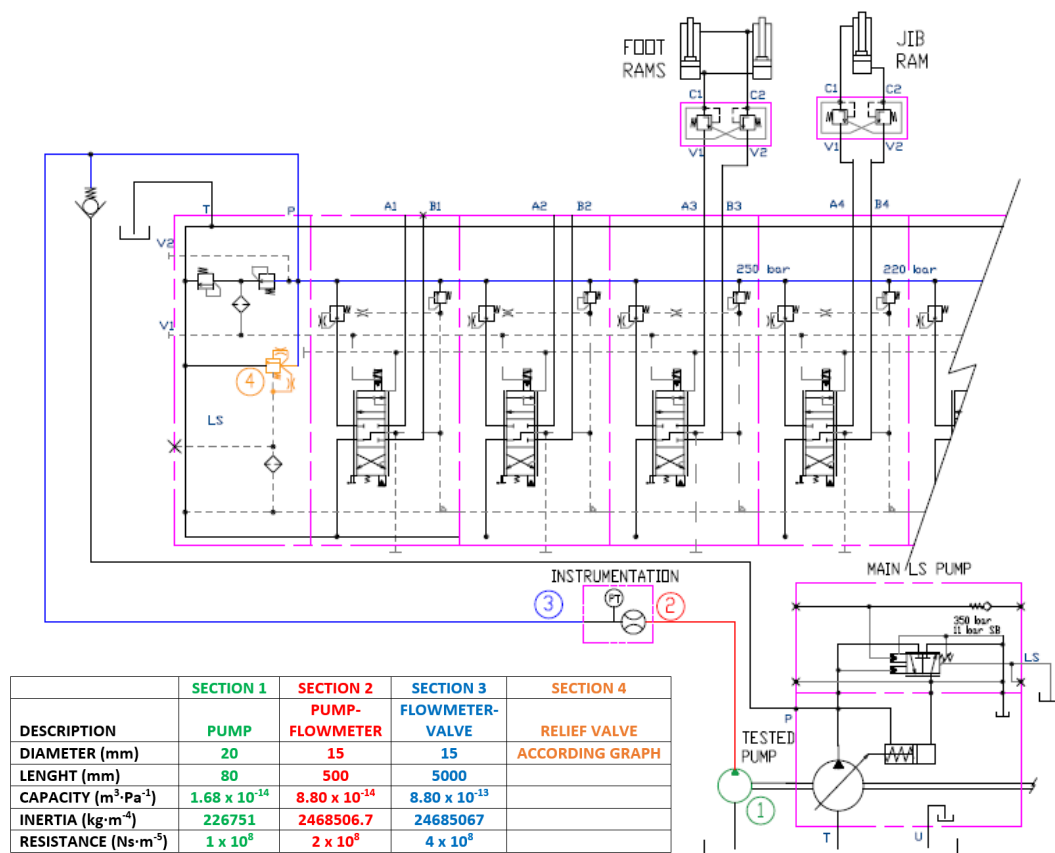 FOOT
RAMS
JIB
RAM
C1 C2
C1 C2
V1 V2
V1 V2
T P A1 B1 A2 B2 A3 B3 A4 B4
V2
250 bar 220 bar
V1
4
LS
MAIN LS PUMP
INSTRUMENTATION
3 PT 2
350 bar
11 bar SB
LS
P
TESTED
PUMP
1
T U
SECTION 1 SECTION 2 SECTION 3 SECTION 4
DESCRIPTION PUMP PUMP-FLOWMETER FLOWMETER-VALVE RELIEF VALVE
DIAMETER (mm) 20 15 15 ACCORDING GRAPH
LENGHT (mm) 80 500 5000
CAPACITY (m³·Pa⁻¹) 1.68 x 10⁻¹⁴ 8.80 x 10⁻¹⁴ 8.80 x 10⁻¹³
INERTIA (kg·m⁻⁴) 226751 2468506.7 24685067
RESISTANCE (Ns·m⁻⁵) 1 x 10⁸ 2 x 10⁸ 4 x 10⁸